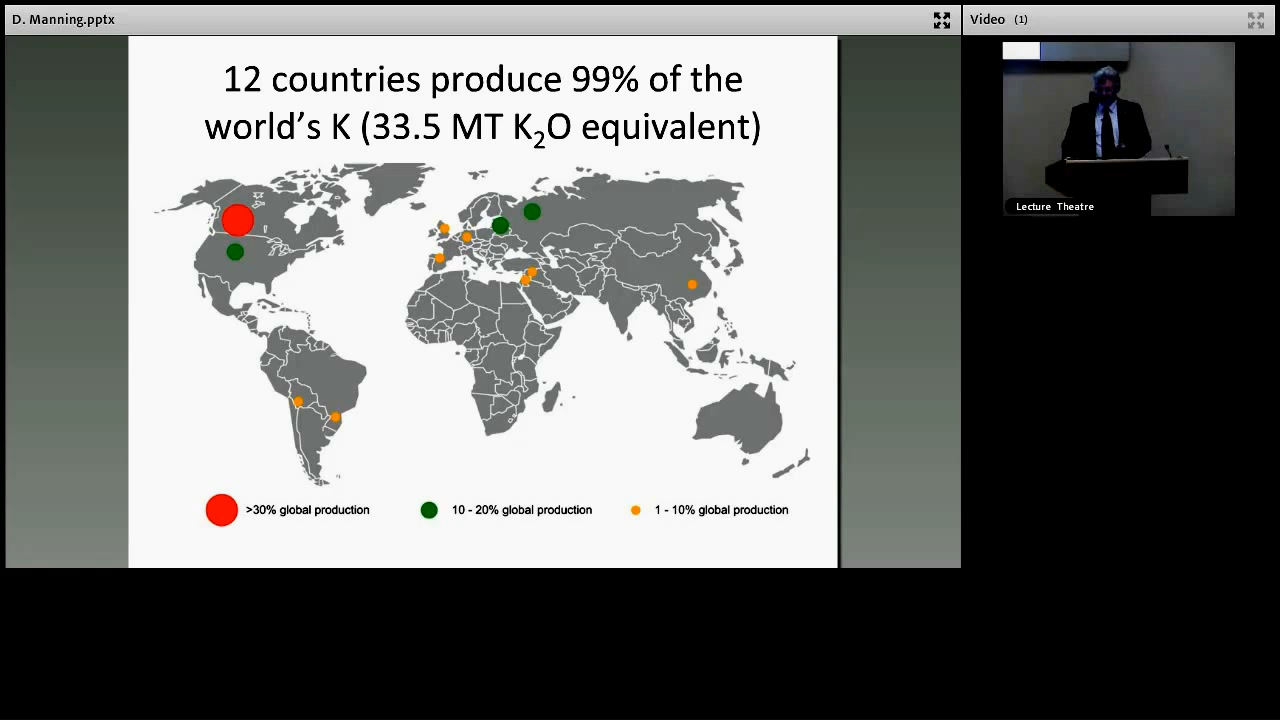 D. Manning.pptx
Video (1)
12 countries produce 99% of the
world's K (33.5 MT K₂O equivalent)
Lecture Theatre
>30% global production
10 - 20% global production
1 - 10% global production